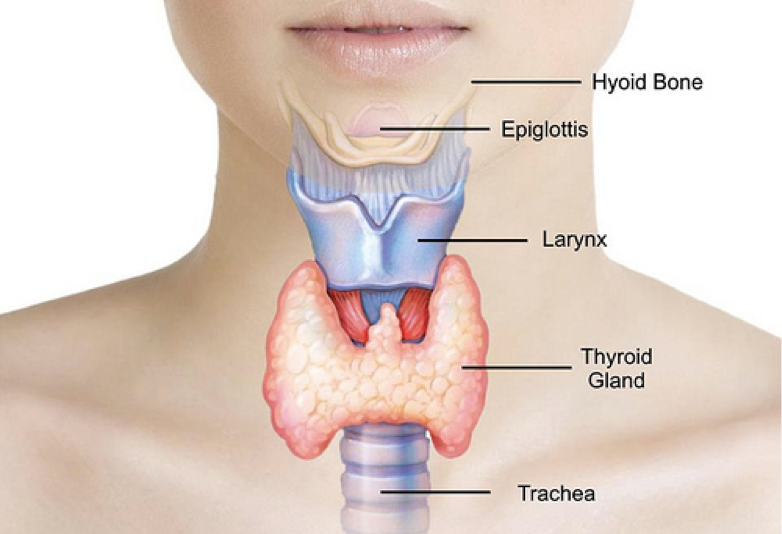 Hyoid Bone
Epiglottis
Larynx
Thyroid
Gland
Trachea